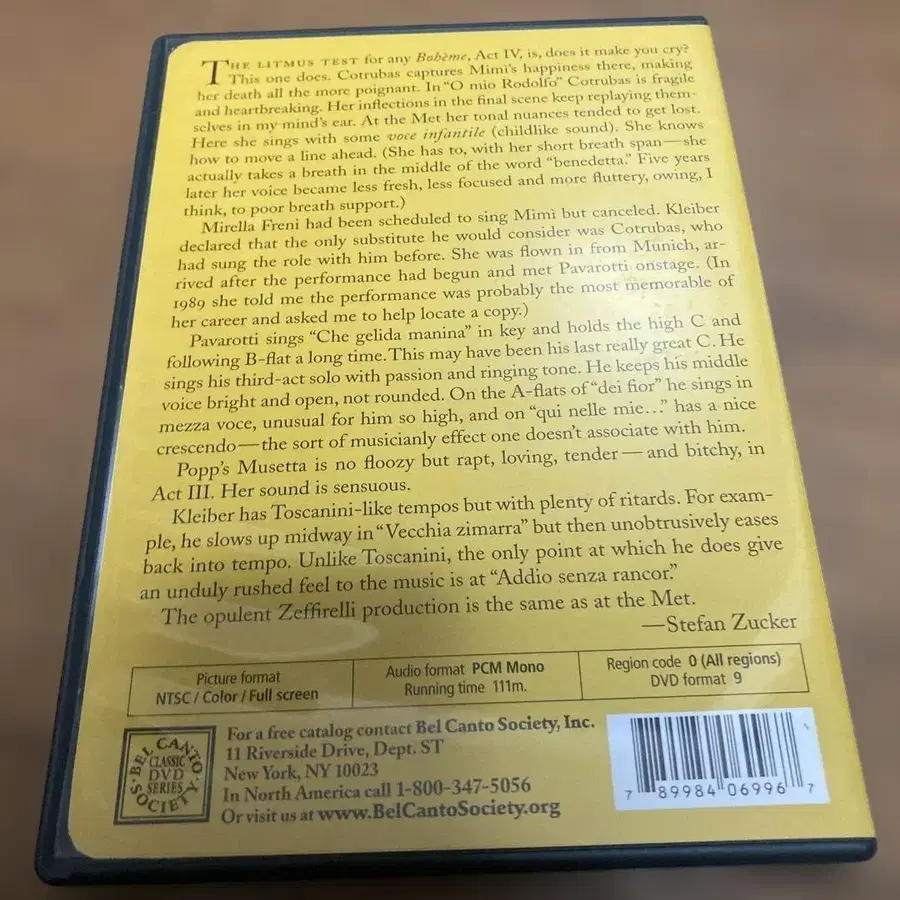 THE LITMUS TEST for any Bohème, Act IV, is, does it make you cry?
This one does. Cotrubas captures Mimì's happiness there, making
her death all the more poignant. In "O mio Rodolfo" Cotrubas is fragile
and heartbreaking. Her inflections in the final scene keep replaying them-
selves in my mind's ear. At the Met her tonal nuances tended to get lost.
Here she sings with some voce infantile (childlike sound). She knows
how to move a line ahead. (She has to, with her short breath span—she
actually takes a breath in the middle of the word "benedetta." Five years
later her voice became less fresh, less focused and more fluttery, owing, I
think, to poor breath support.)
Mirella Freni had been scheduled to sing Mimì but canceled. Kleiber
declared that the only substitute he would consider was Cotrubas, who
had sung the role with him before. She was flown in from Munich, ar-
rived after the performance had begun and met Pavarotti onstage. (In
1989 she told me the performance was probably the most memorable of
her career and asked me to help locate a copy.)
Pavarotti sings "Che gelida manina" in key and holds the high C and
following B-flat a long time. This may have been his last really great C. He
sings his third-act solo with passion and ringing tone. He keeps his middle
voice bright and open, not rounded. On the A-flats of "dei fior" he sings in
mezza voce, unusual for him so high, and on "qui nelle mie..." has a nice
crescendo—the sort of musicianly effect one doesn't associate with him.
Popp's Musetta is no floozy but rapt, loving, tender—and bitchy, in
Act III. Her sound is sensuous.
Kleiber has Toscanini-like tempos but with plenty of ritards. For exam-
ple, he slows up midway in "Vecchia zimarra" but then unobtrusively eases
back into tempo. Unlike Toscanini, the only point at which he does give
an unduly rushed feel to the music is at "Addio senza rancor."
The opulent Zeffirelli production is the same as at the Met.
—Stefan Zucker
Picture format
NTSC / Color / Full screen
Audio format PCM Mono
Running time 111m.
Region code 0 (All regions)
DVD format 9
BEL CANTO SOCIETY
CLASSIC
DVD
SERIES
For a free catalog contact Bel Canto Society, Inc.
11 Riverside Drive, Dept. ST
New York, NY 10023
In North America call 1-800-347-5056
Or visit us at www.BelCantoSociety.org
7 89984 06996 7